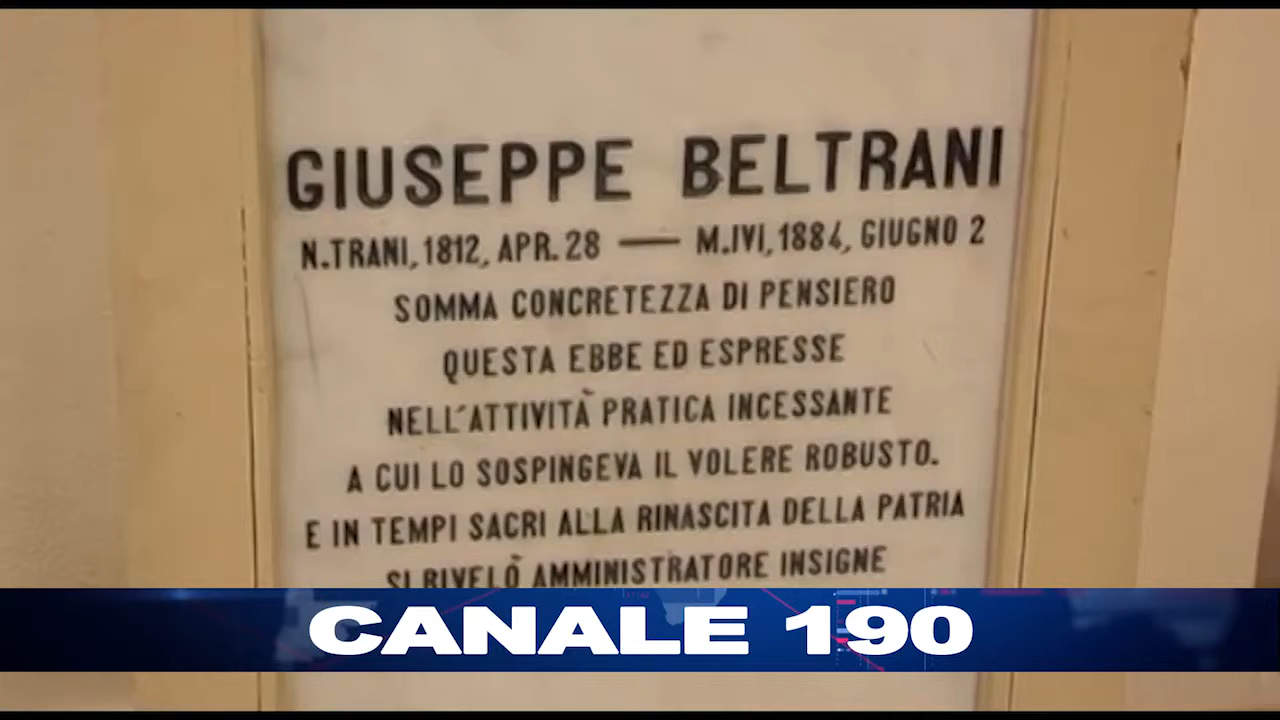 GIUSEPPE BELTRANI
N.TRANI, 1812, APR. 28 — M.IVI, 1884, GIUGNO 2
SOMMA CONCRETEZZA DI PENSIERO
QUESTA EBBE ED ESPRESSE
NELL'ATTIVITÀ PRATICA INCESSANTE
A CUI LO SOSPINGEVA IL VOLERE ROBUSTO.
E IN TEMPI SACRI ALLA RINASCITA DELLA PATRIA
SI RIVELÒ AMMINISTRATORE INSIGNE
CANALE 190